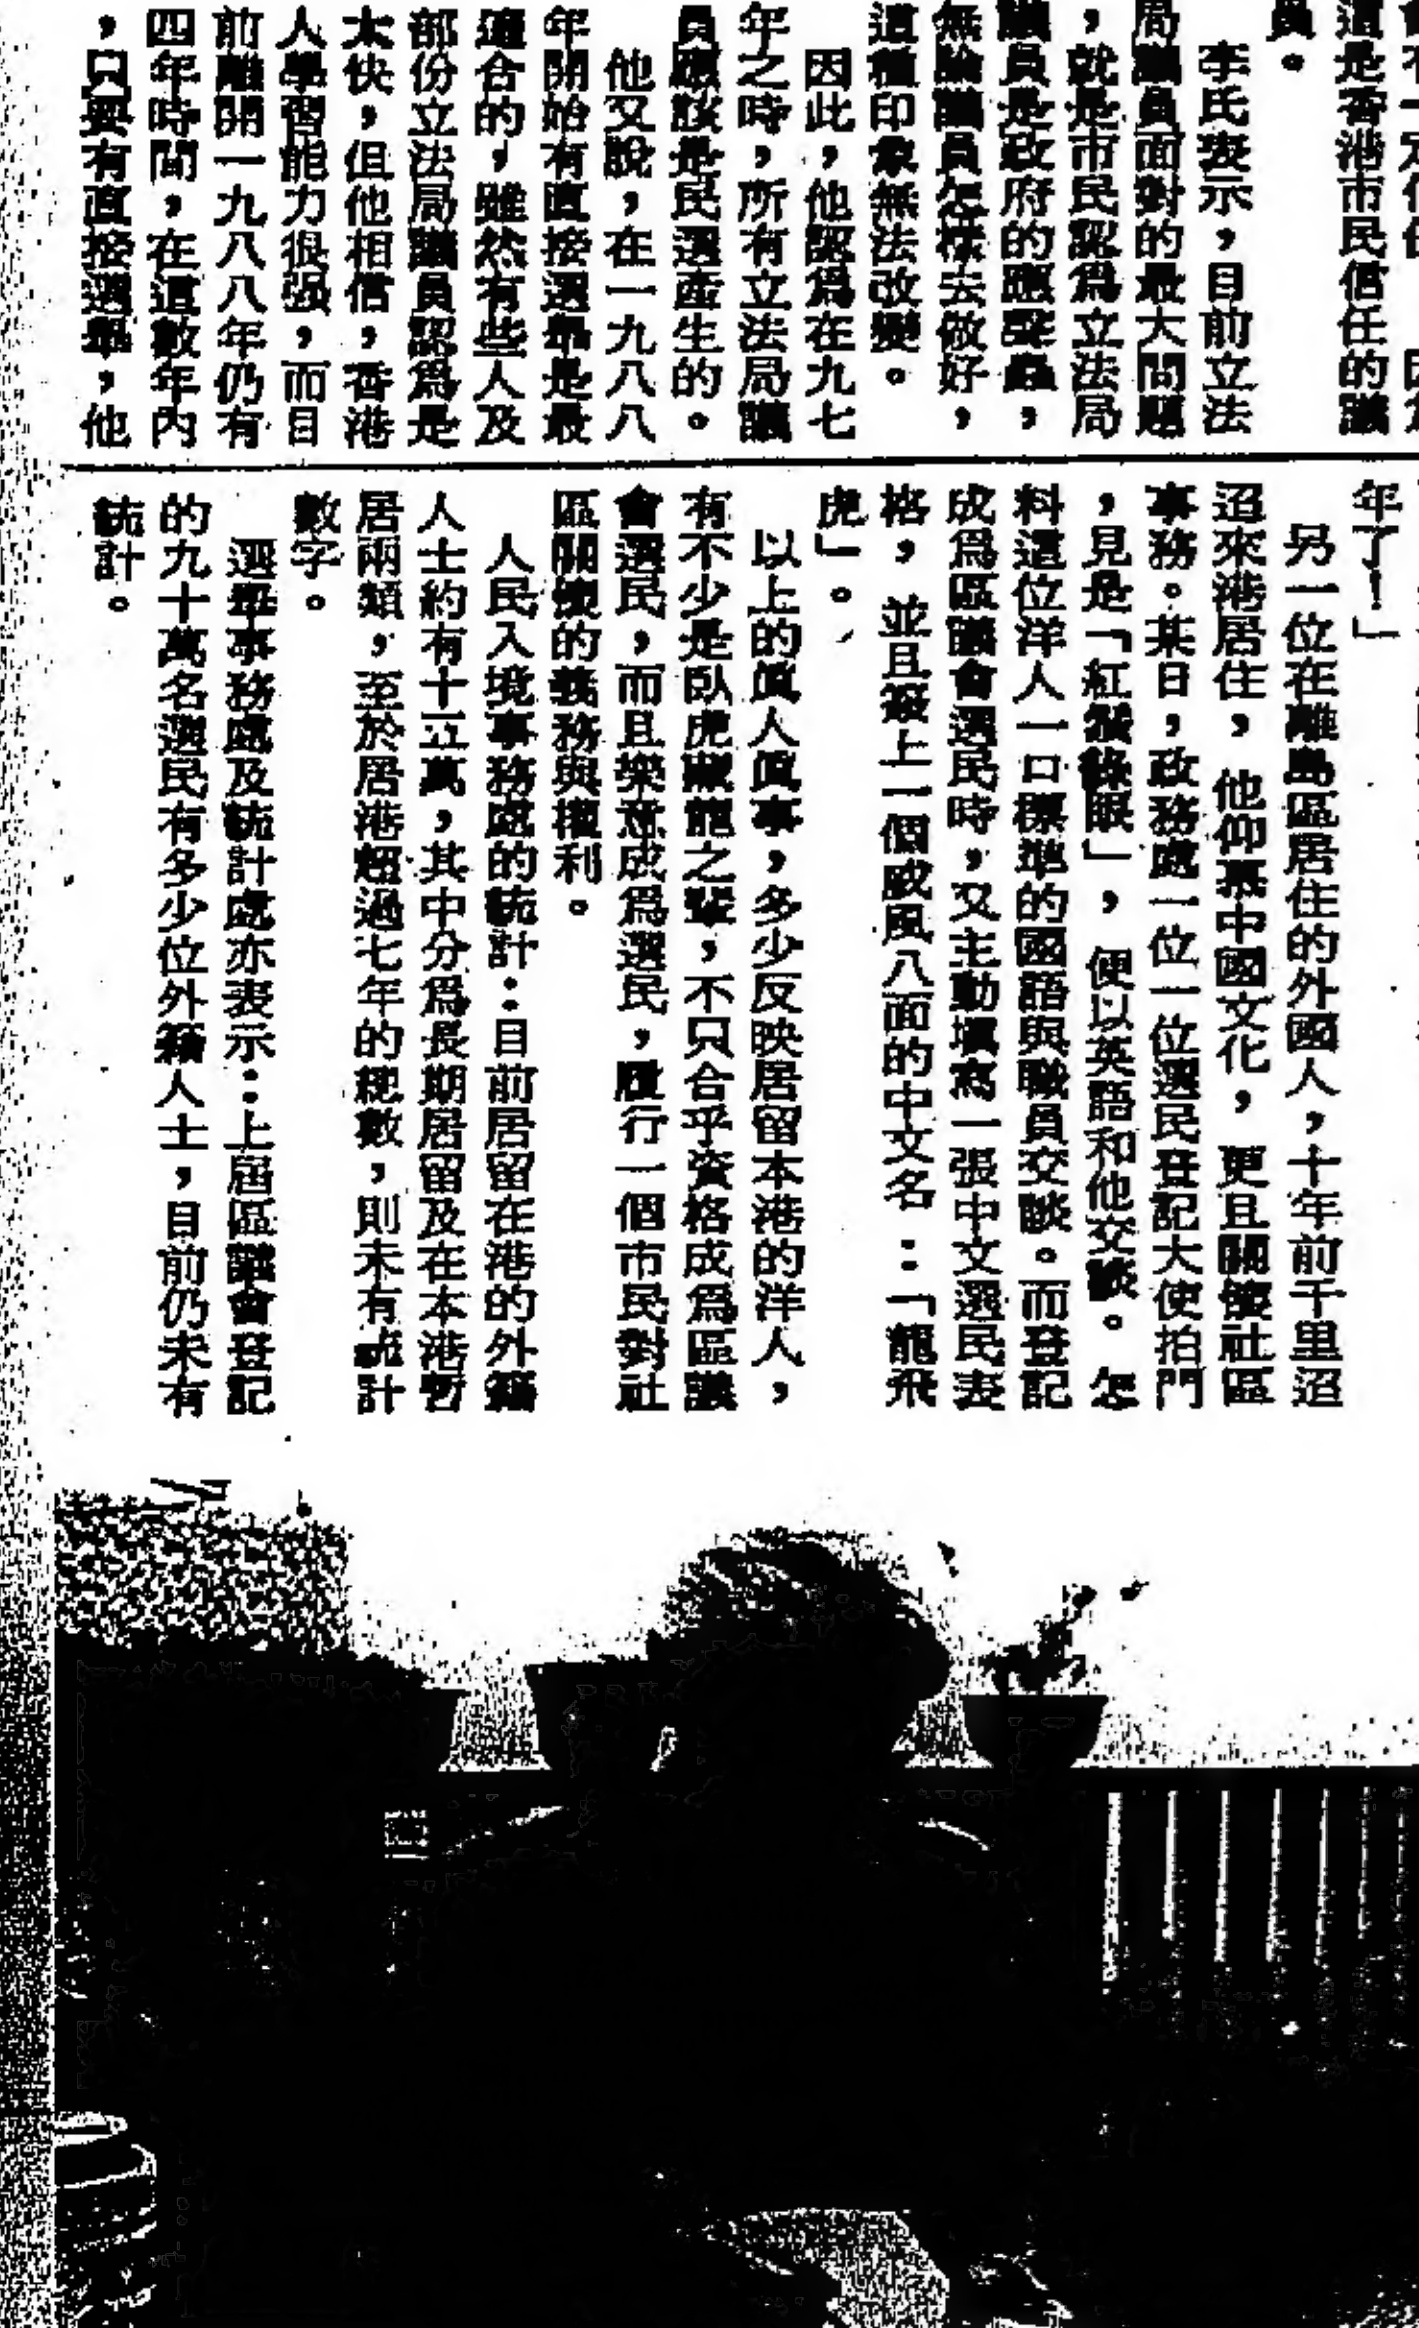 這是香港市民信任的議
員。
李氏表示，目前立法
局議員面對的最大問題
，就是市民認為立法局
議員是政府的應聲蟲，
無論議員怎樣去做好，
這種印象無法改變。
因此，他認為在九七
年之時，所有立法局議
員應該是民選產生的。
他又說，在一九八八
年開始有直接選舉是最
適合的，雖然有些人及
部份立法局議員認為是
太快，但他相信，香港
人學習能力很强，而目
前離開一九八八年仍有
四年時間，在這數年內
，只要有直接選舉，他
年了！」
另一位在離島區居住的外國人，十年前千里迢
迢來港居住，他仰慕中國文化，更且關懷社區
事務。某日，政務處一位一位選民登記大使拍門
，見是「紅鬚綠眼」，便以英語和他交談。怎
料這位洋人一口標準的國語與職員交談。而登記
成為區議會選民時，又主動填寫一張中文選民表
格，並且簽上一個威風八面的中文名：「龍飛
虎」。
以上的眞人眞事，多少反映居留本港的洋人，
有不少是臥虎藏龍之輩，不只合乎資格成為區議
會選民，而且樂意成為選民，履行一個市民對社
區關懷的義務與權利。
人民入境事務處的統計：目前居留在港的外籍
人士約有十五萬，其中分為長期居留及在本港暫
居兩類，至於居港超過七年的總數，則未有統計
數字。
選舉事務處及統計處亦表示：上屆區議會登記
的九十萬名選民有多少位外籍人士，目前仍未有
統計。